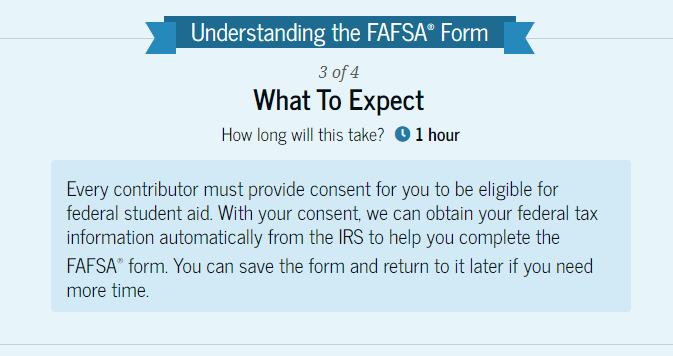 Understanding the FAFSA® Form
3 of 4
What To Expect
How long will this take? 1 hour
Every contributor must provide consent for you to be eligible for
federal student aid. With your consent, we can obtain your federal tax
information automatically from the IRS to help you complete the
FAFSA® form. You can save the form and return to it later if you need
more time.